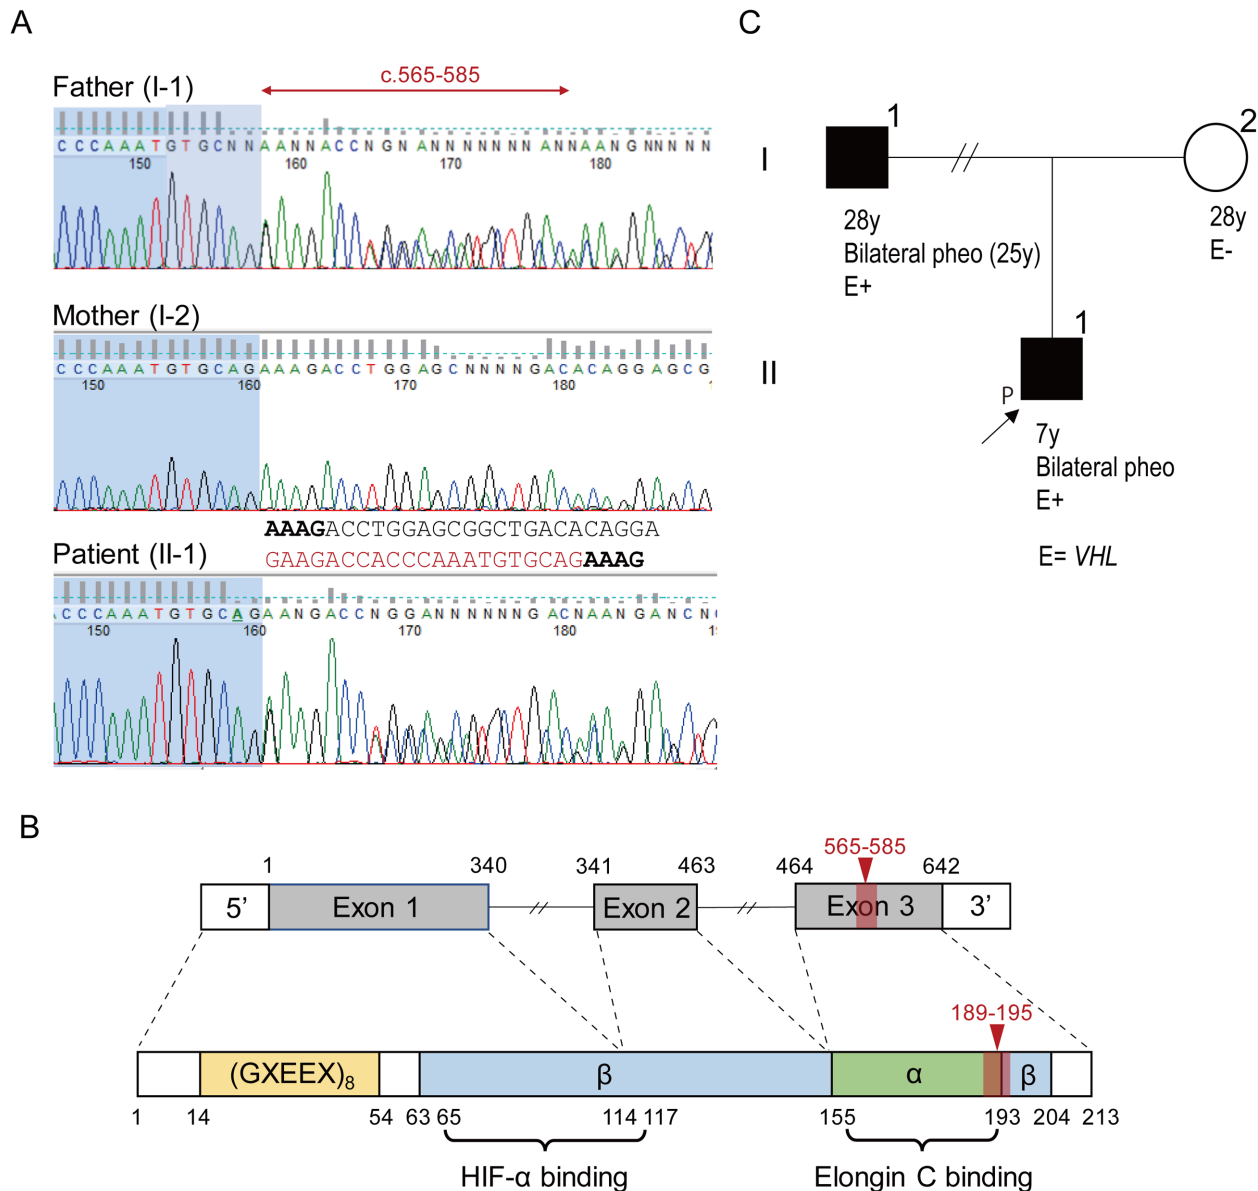 A
C
Father (I-1)
c.565-585
C C C A A A T G T G C N N A A N N A C C N G N A N N N N N N N A N N A A N G N N N N N
150 160 170 180
Mother (I-2)
C C C A A A T G T G C A G A A A G A C C T G G A G C N N N N G A C A C A G G A G C G
150 160 170 180
AAAGACCTGGAGCGGCTGACACAGGA
GAAGACCACCCAAATGTGCAGAAAG
Patient (II-1)
C C C A A A T G T G C A G A A N G A C C N G G A N N N N N N G A C N A A N G A N C N
150 160 170 180
I
1
2
28y
Bilateral pheo (25y)
E+
28y
E-
II
1
P
7y
Bilateral pheo
E+
E= VHL
B
565-585
1 340 341 463 464 642
5' Exon 1 Exon 2 Exon 3 3'
189-195
(GXEEX)8 β α β
1 14 54 63 65 114 117 155 193 204 213
HIF-α binding
Elongin C binding